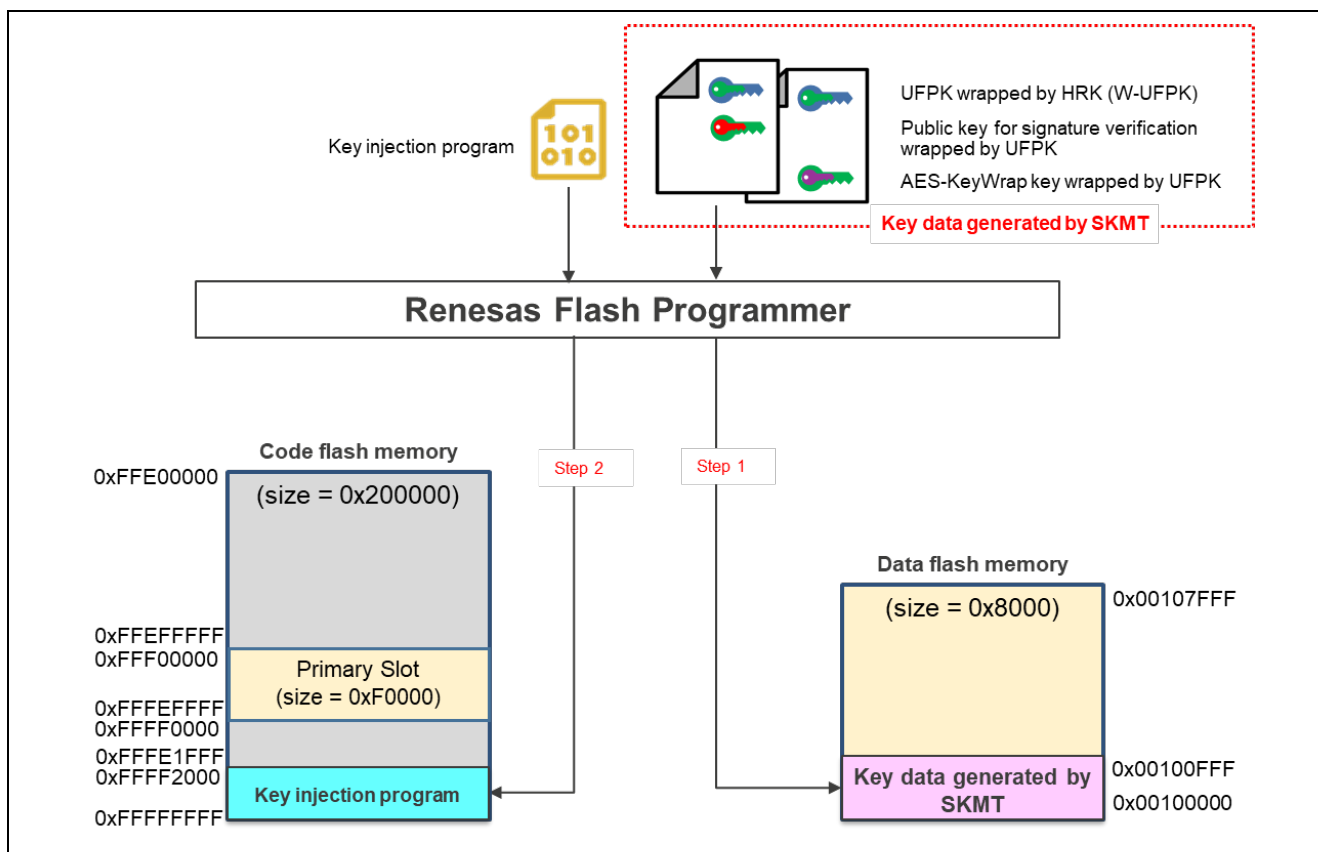 UFPK wrapped by HRK (W-UFPK)
Public key for signature verification
wrapped by UFPK
AES-KeyWrap key wrapped by UFPK
Key injection program
101
010
Key data generated by SKMT
Renesas Flash Programmer
Step 2
Step 1
Code flash memory
0xFFE00000
(size = 0x200000)
0xFFEFFFFF
0xFFF00000
Primary Slot
(size = 0xF0000)
0xFFFEFFFF
0xFFFF0000
0xFFFE1FFF
0xFFFF2000
Key injection program
0xFFFFFFFF
Data flash memory
(size = 0x8000)
0x00107FFF
0x00100FFF
Key data generated by
SKMT
0x00100000